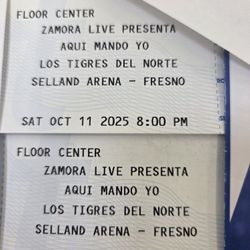 FLOOR CENTER
ZAMORA LIVE PRESENTA
AQUI MANDO YO
LOS TIGRES DEL NORTE
SELLAND ARENA - FRESNO
SAT OCT 11 2025 8:00 PM
FLOOR CENTER
ZAMORA LIVE PRESENTA
AQUI MANDO YO
LOS TIGRES DEL NORTE
SELLAND ARENA - FRESNO